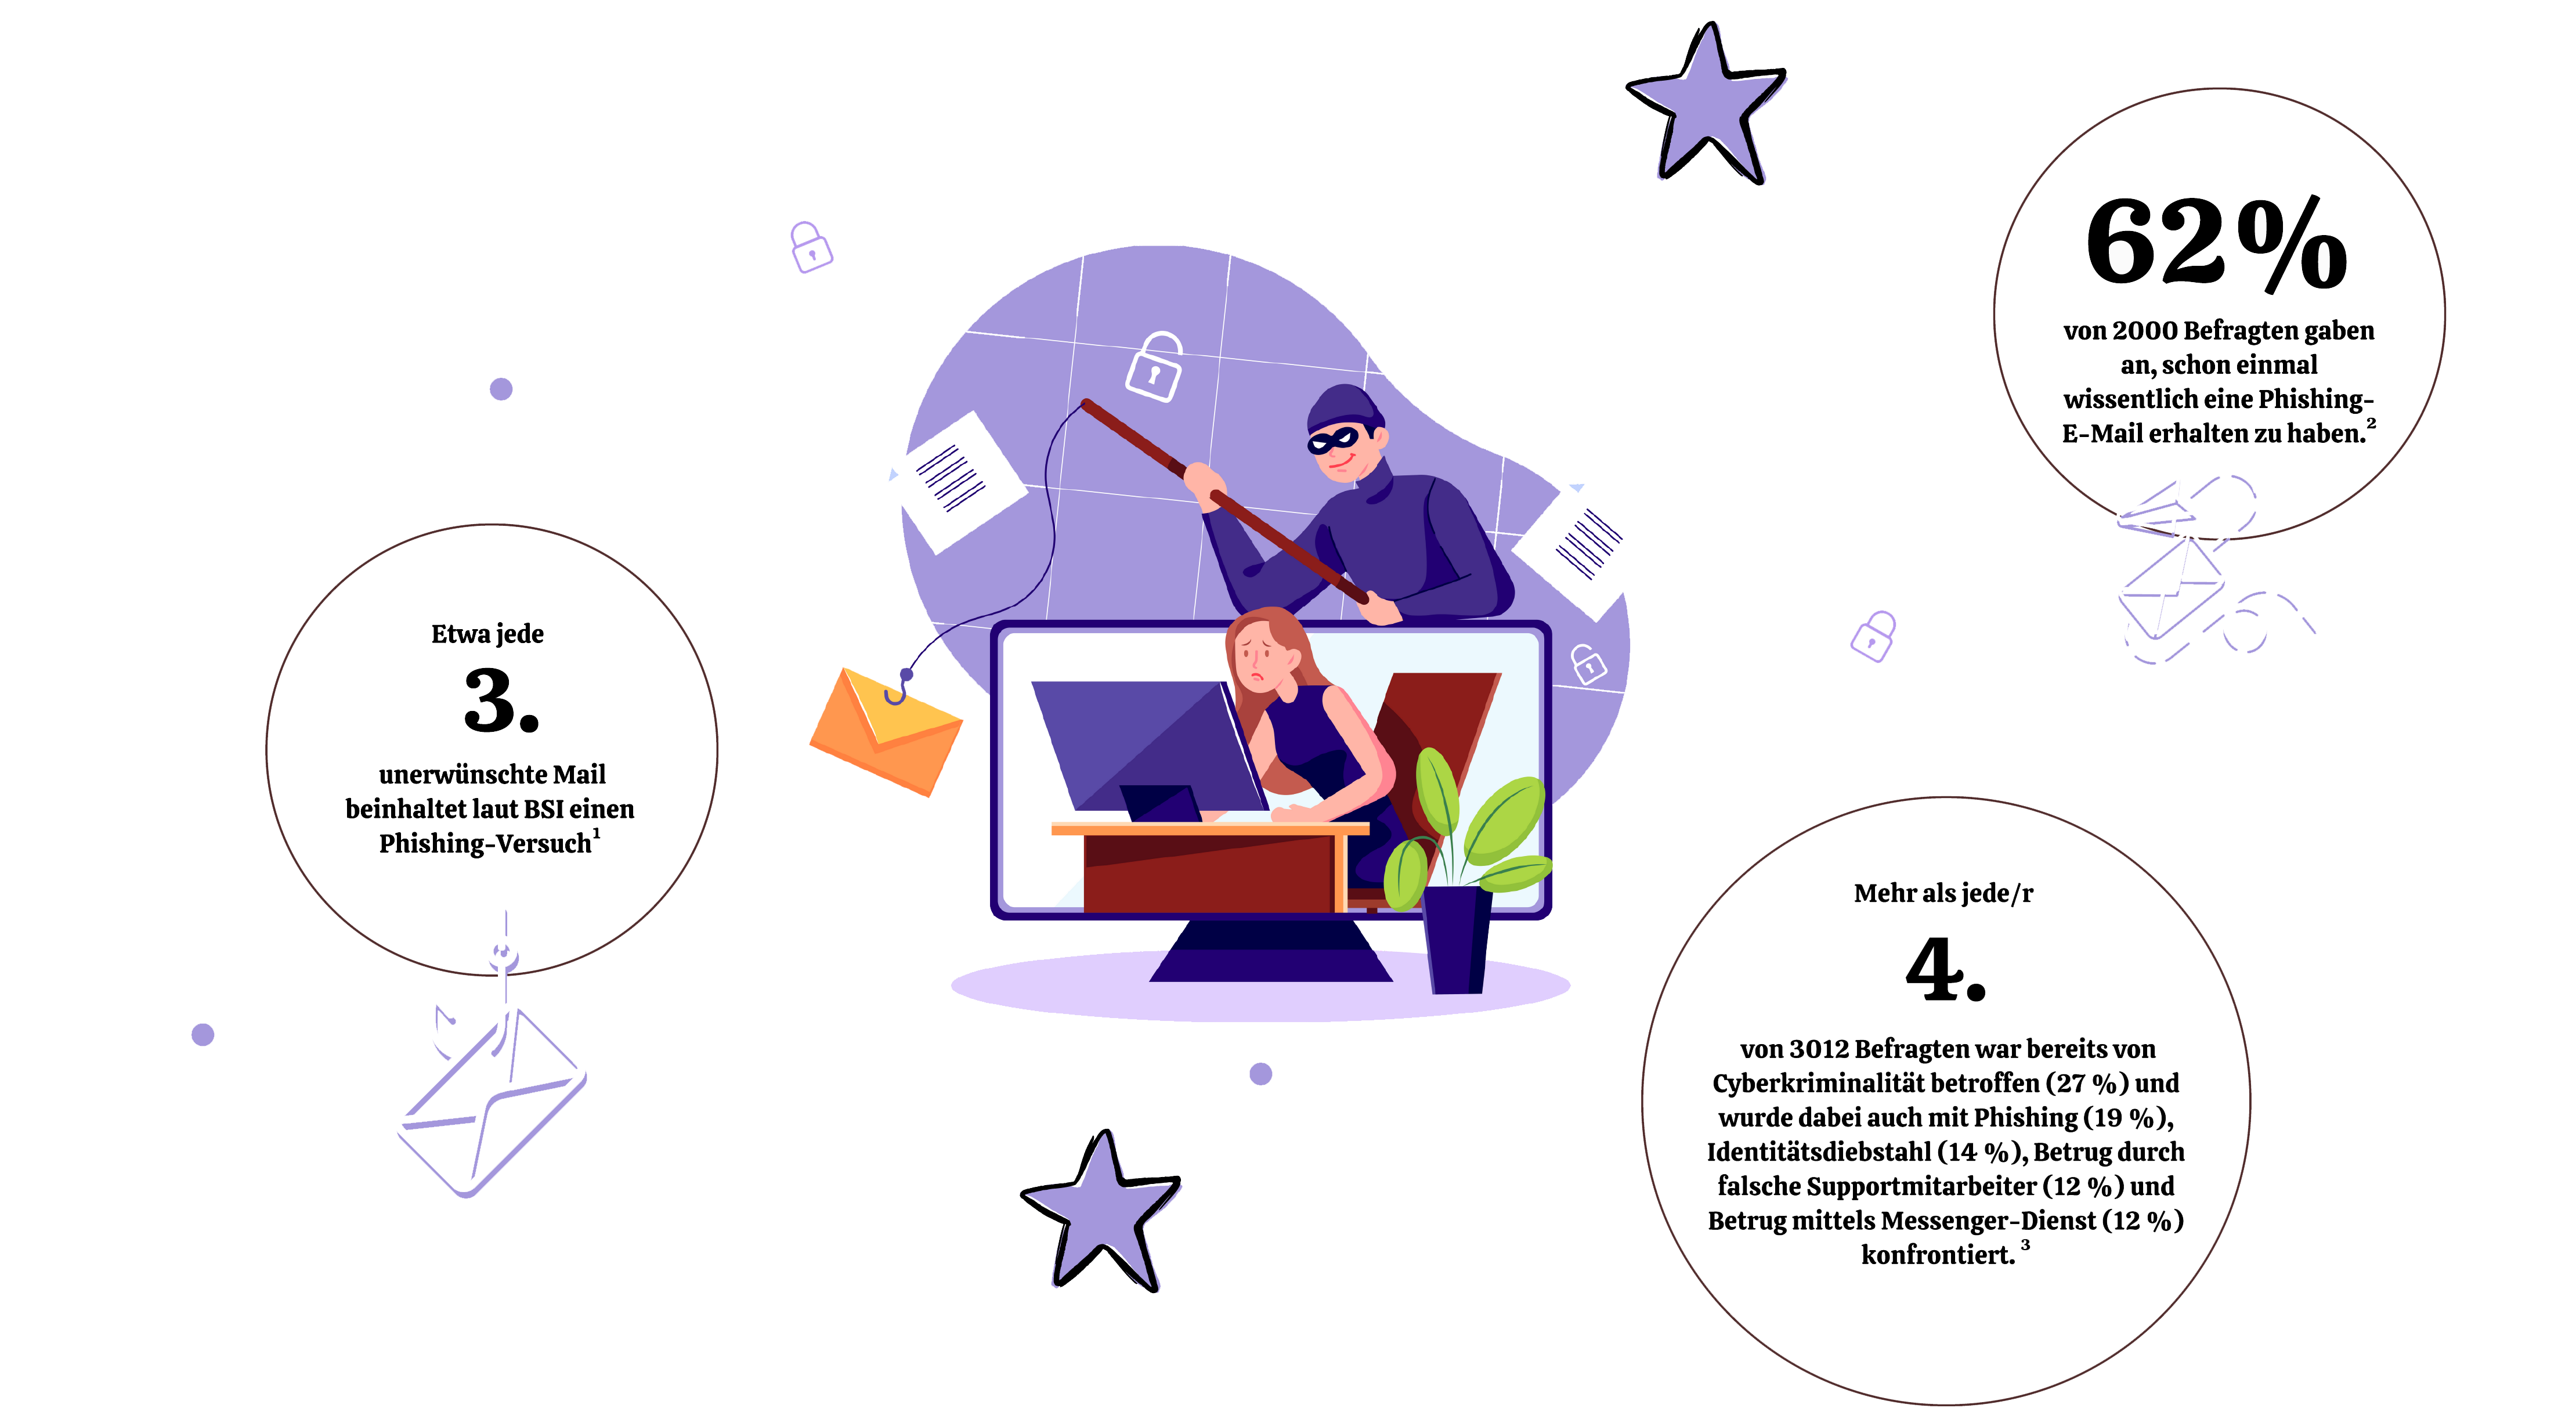 62%
von 2000 Befragten gaben
an, schon einmal
wissentlich eine Phishing-
E-Mail erhalten zu haben.²
Etwa jede
3.
unerwünschte Mail
beinhaltet laut BSI einen
Phishing-Versuch¹
Mehr als jede/r
4.
von 3012 Befragten war bereits von
Cyberkriminalität betroffen (27 %) und
wurde dabei auch mit Phishing (19 %),
Identitätsdiebstahl (14 %), Betrug durch
falsche Supportmitarbeiter (12 %) und
Betrug mittels Messenger-Dienst (12 %)
konfrontiert. ³